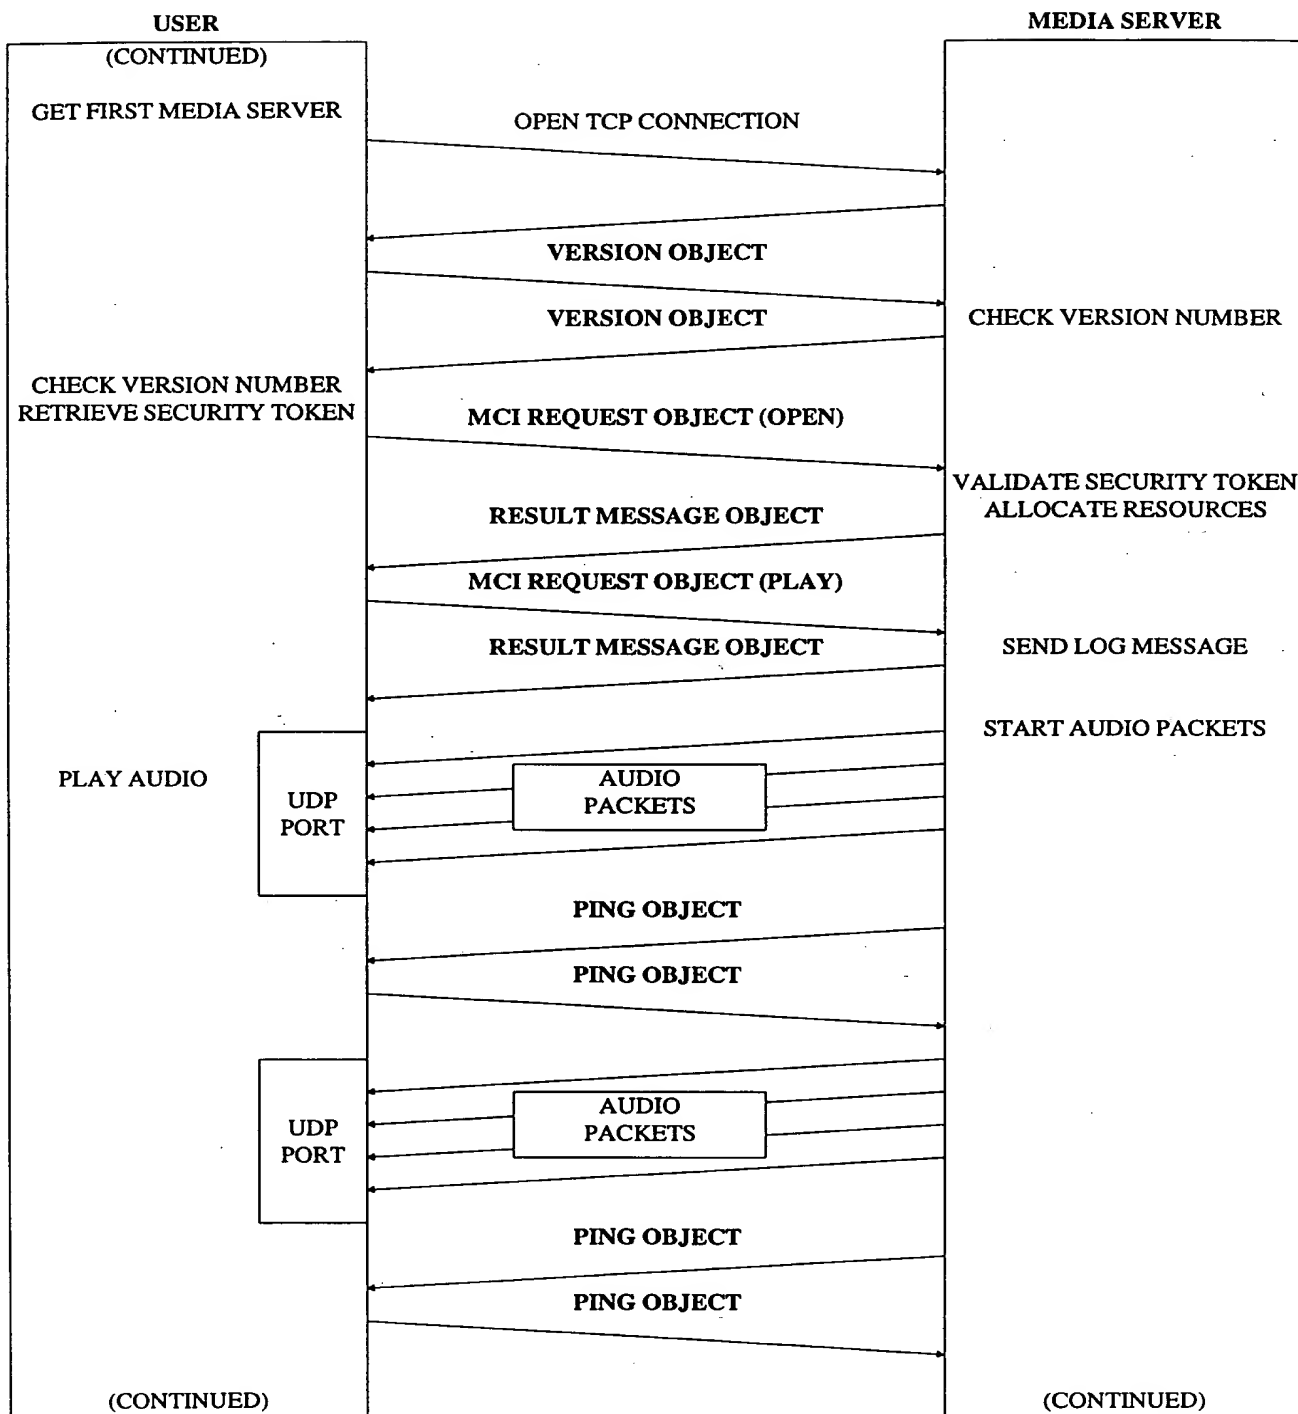 USER
MEDIA SERVER
(CONTINUED)
GET FIRST MEDIA SERVER
OPEN TCP CONNECTION
VERSION OBJECT
VERSION OBJECT
CHECK VERSION NUMBER
CHECK VERSION NUMBER
RETRIEVE SECURITY TOKEN
MCI REQUEST OBJECT (OPEN)
VALIDATE SECURITY TOKEN
ALLOCATE RESOURCES
RESULT MESSAGE OBJECT
MCI REQUEST OBJECT (PLAY)
RESULT MESSAGE OBJECT
SEND LOG MESSAGE
START AUDIO PACKETS
PLAY AUDIO
UDP
PORT
AUDIO
PACKETS
PING OBJECT
PING OBJECT
UDP
PORT
AUDIO
PACKETS
PING OBJECT
PING OBJECT
(CONTINUED)
(CONTINUED)